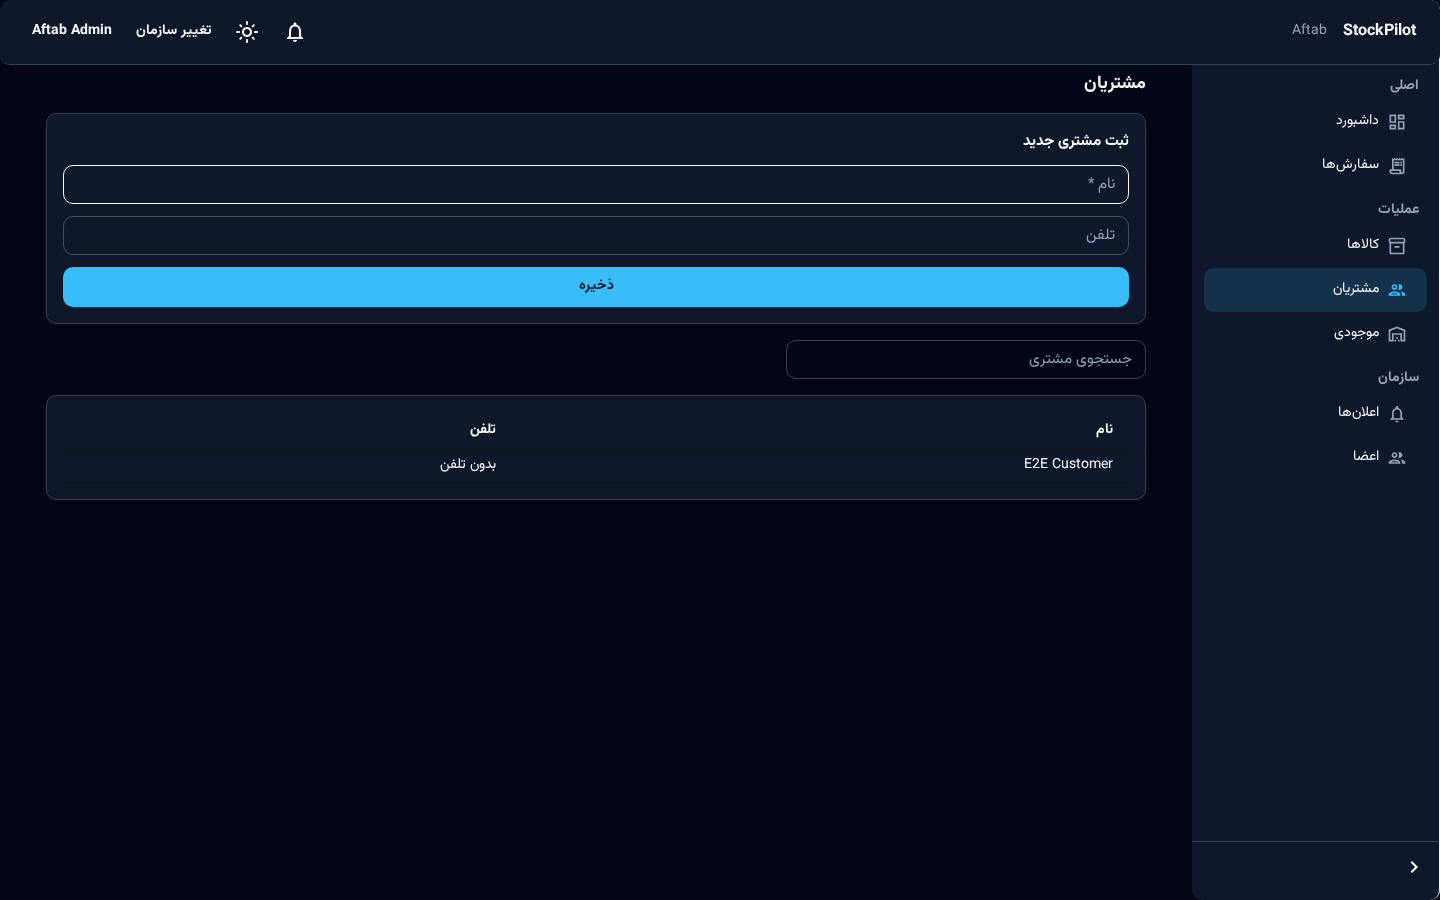 StockPilot Aftab
تغییر سازمان Aftab Admin
اصلی
داشبورد
سفارش‌ها
عملیات
کالاها
مشتریان
موجودی
سازمان
اعلان‌ها
اعضا
مشتریان
ثبت مشتری جدید
نام *
تلفن
ذخیره
جستجوی مشتری
نام تلفن
E2E Customer بدون تلفن